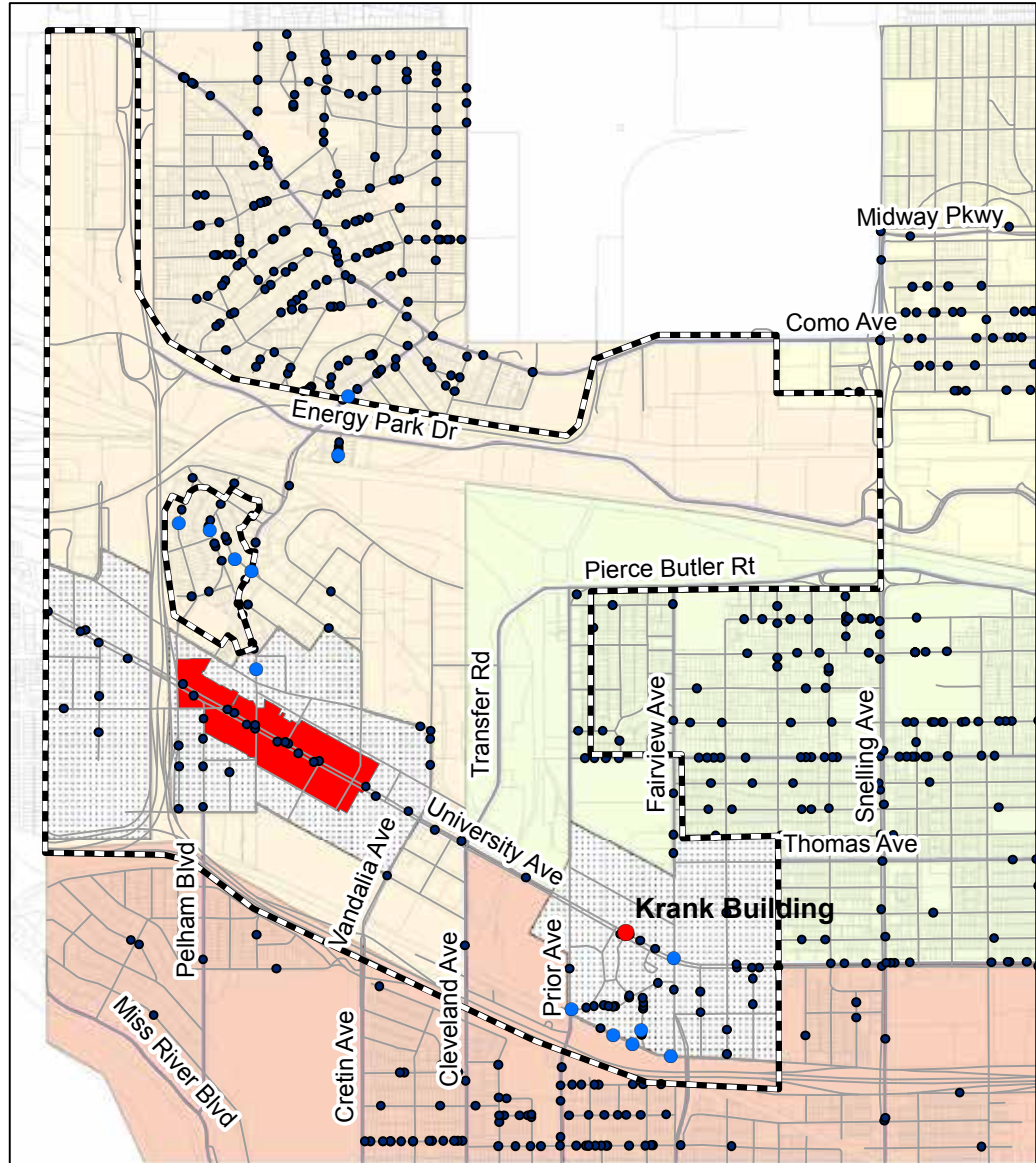 Midway Pkwy
Como Ave
Energy Park Dr
Pierce Butler Rt
Transfer Rd
Fairview Ave
Snelling Ave
University Ave
Thomas Ave
Vandalia Ave
Pelham Blvd
Krank Building
Prior Ave
Cleveland Ave
Cretin Ave
Miss River Blvd